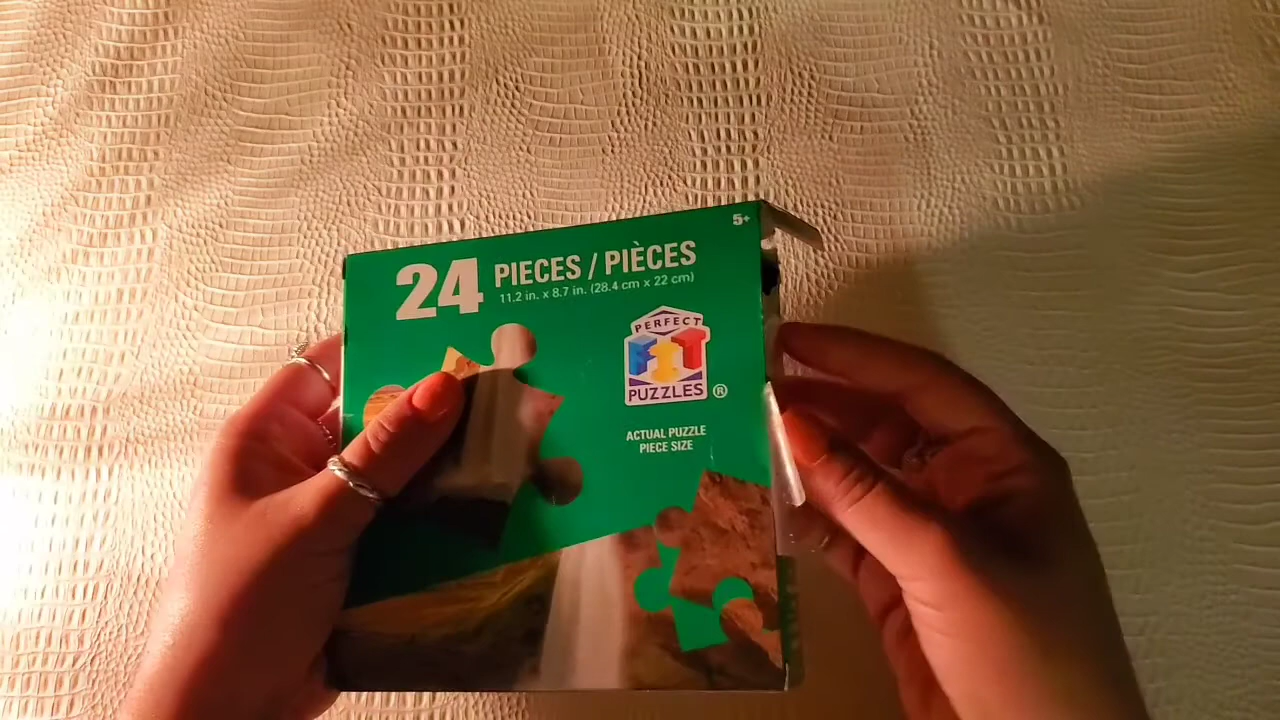 5+
24 PIECES / PIÈCES
11.2 in. x 8.7 in. (28.4 cm x 22 cm)
PERFECT
FIT
PUZZLES®
ACTUAL PUZZLE
PIECE SIZE